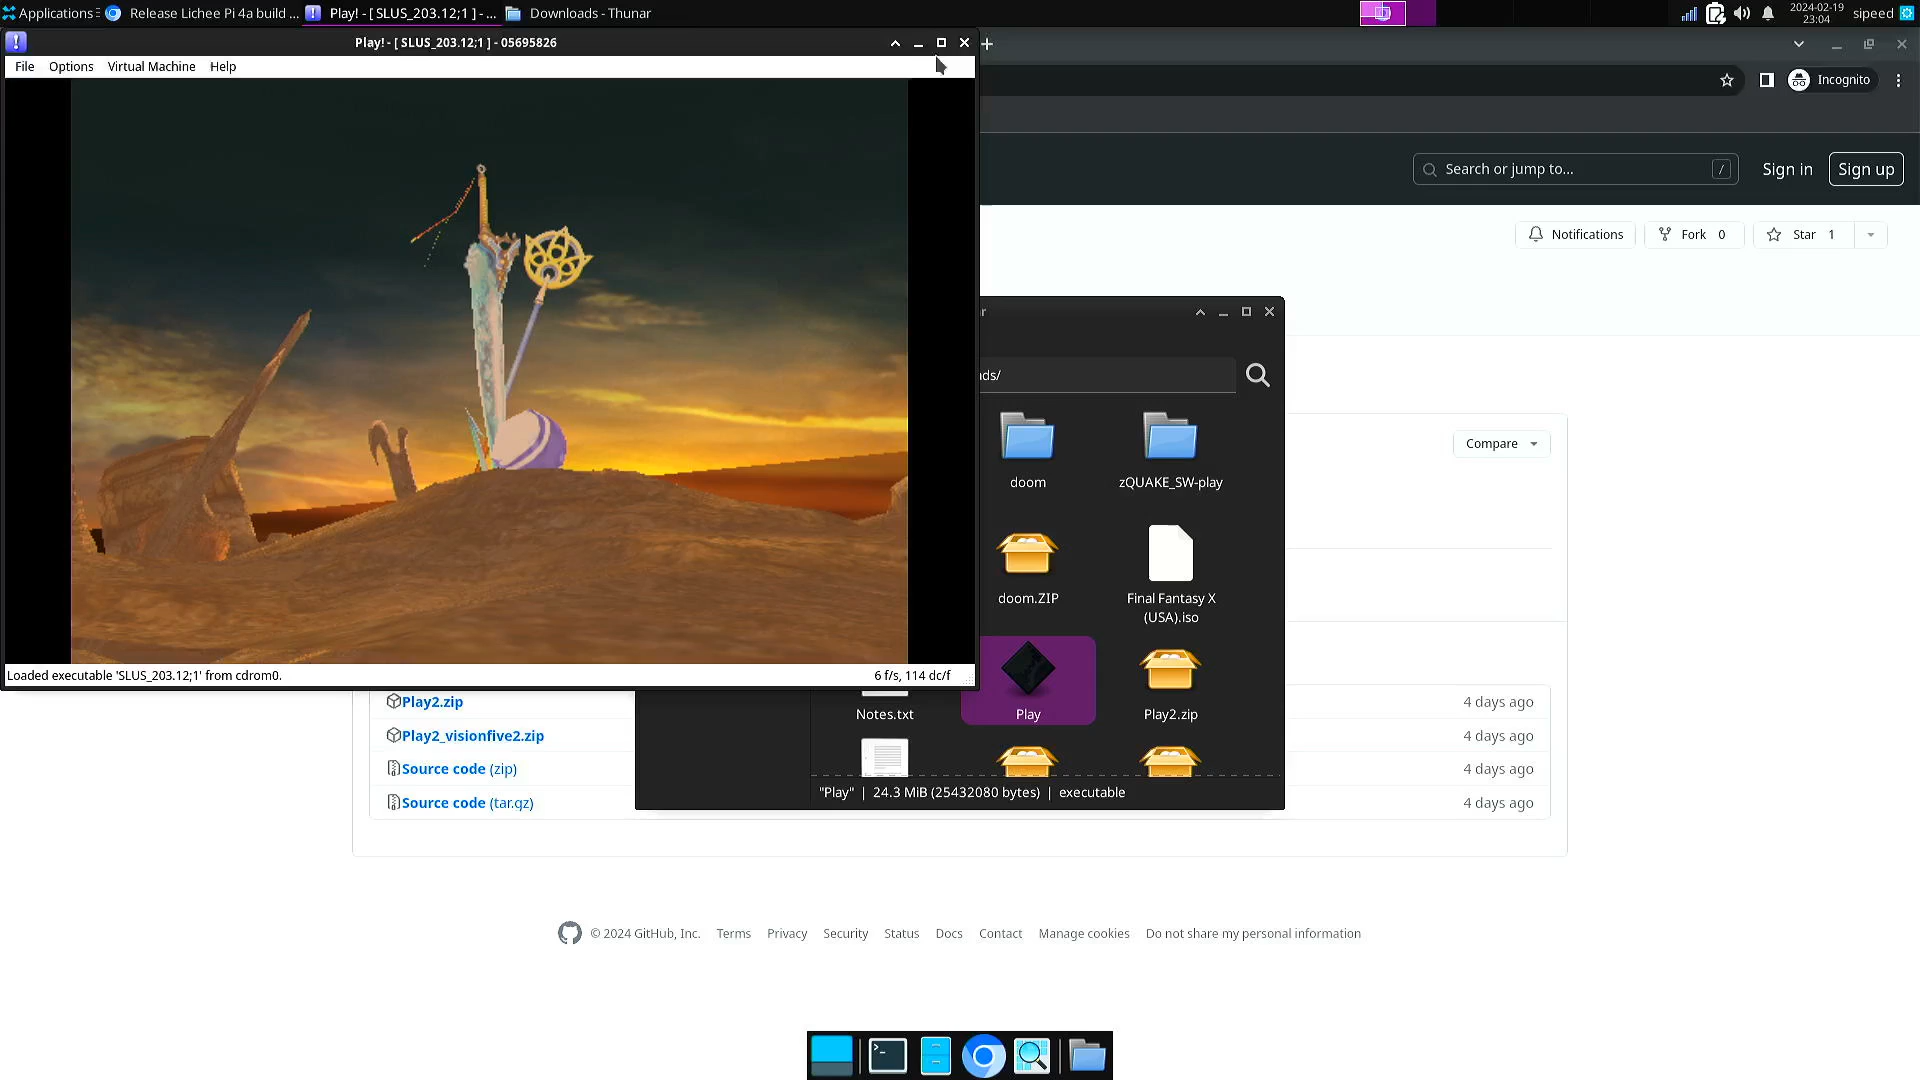 Applications
Release Lichee Pi 4a build ...
Play! - [ SLUS_203.12;1 ] - ...
Downloads - Thunar
2024-02-19
23:04
sipeed
Play! - [ SLUS_203.12;1 ] - 05695826
File Options Virtual Machine Help
Incognito
Search or jump to...
/
Sign in
Sign up
Notifications
Fork 0
Star 1
ds/
Compare
doom
zQUAKE_SW-play
doom.ZIP
Final Fantasy X
(USA).iso
Loaded executable 'SLUS_203.12;1' from cdrom0.
6 f/s, 114 dc/f
Notes.txt
Play
Play2.zip
"Play" | 24.3 MiB (25432080 bytes) | executable
Play2.zip
4 days ago
Play2_visionfive2.zip
4 days ago
Source code (zip)
4 days ago
Source code (tar.gz)
4 days ago
© 2024 GitHub, Inc. Terms Privacy Security Status Docs Contact Manage cookies Do not share my personal information